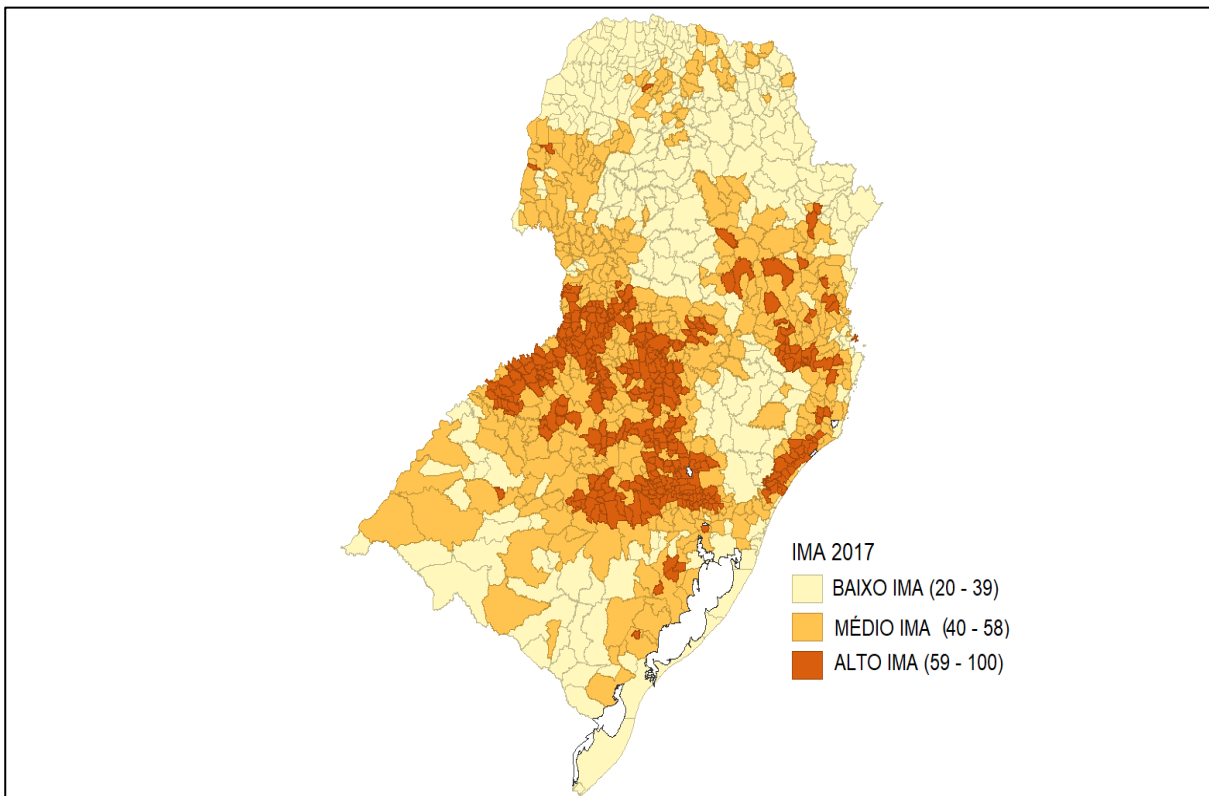 IMA 2017
BAIXO IMA (20 - 39)
MÉDIO IMA (40 - 58)
ALTO IMA (59 - 100)